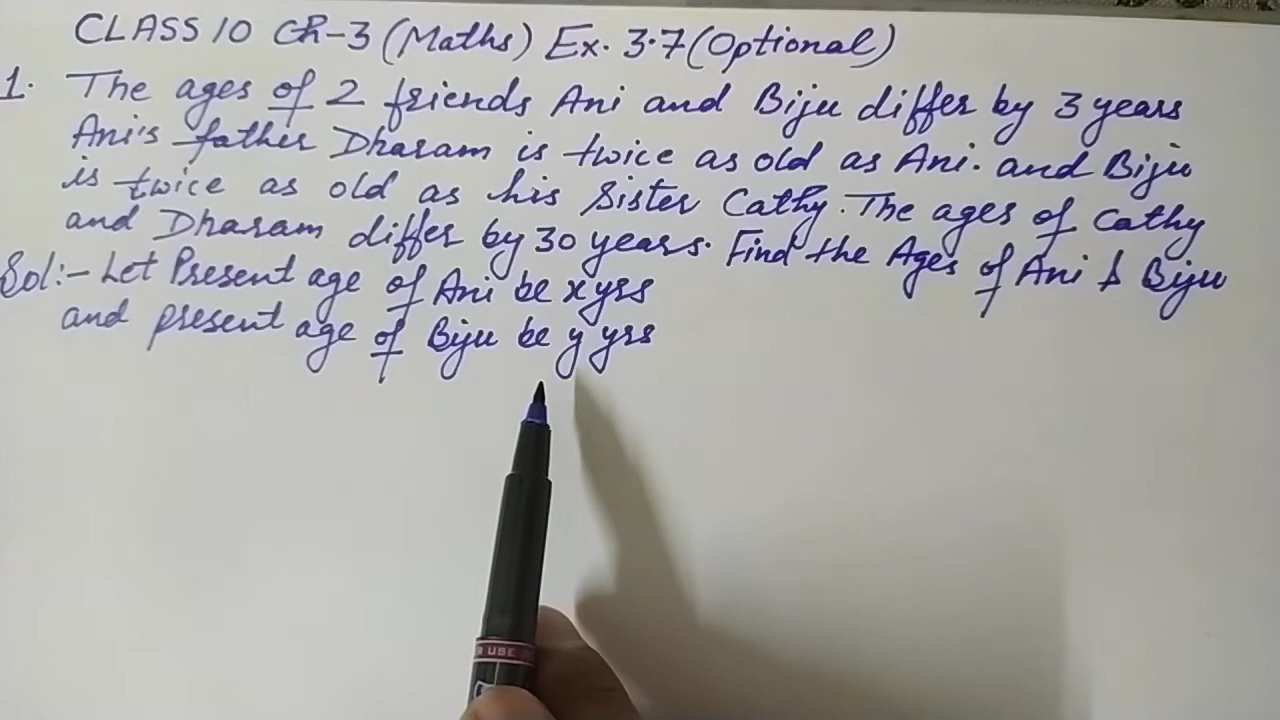 CLASS 10 Ch-3 (Maths) Ex. 3.7 (Optional)
1. The ages of 2 friends Ani and Biju differ by 3 years
Ani's father Dharam is twice as old as Ani. and Biju
is twice as old as his Sister Cathy. The ages of Cathy
and Dharam differ by 30 years. Find the Ages of Ani & Biju
Sol:- Let Present age of Ani be x yrs
and present age of Biju be y yrs